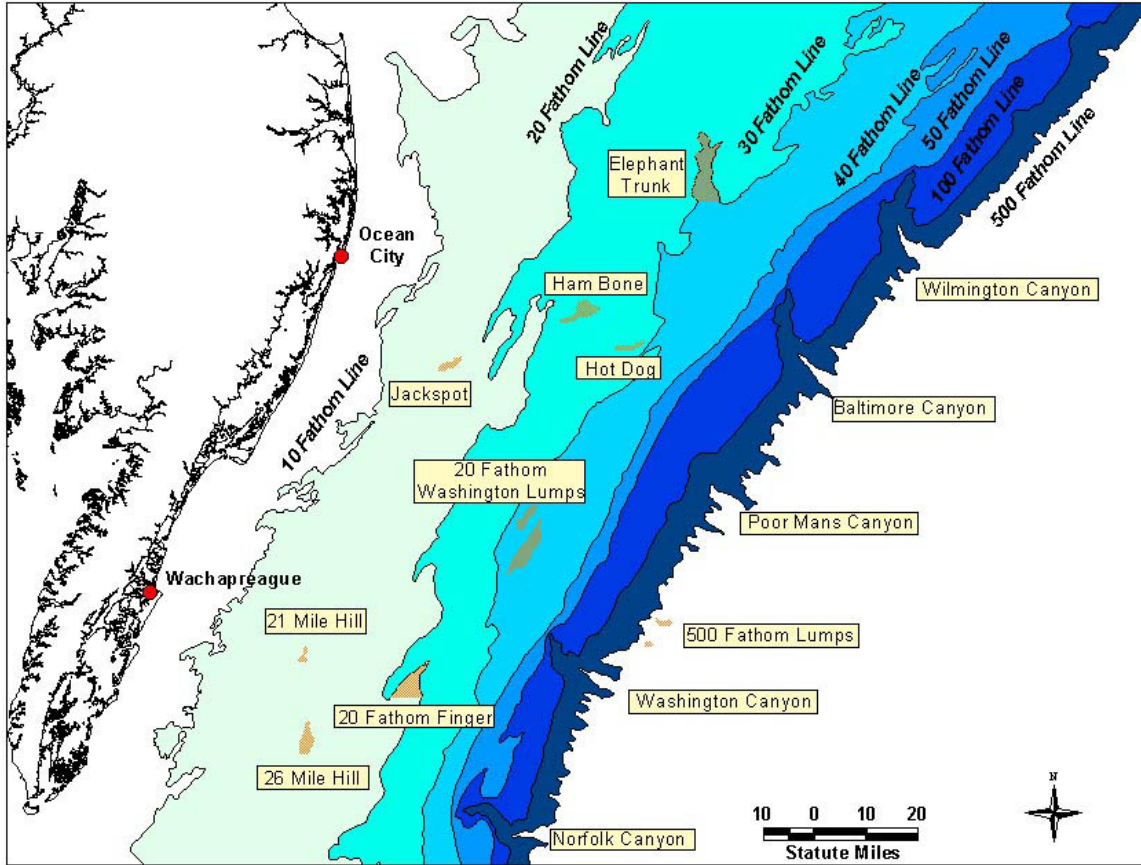 20 Fathom Line
30 Fathom Line
40 Fathom Line
50 Fathom Line
100 Fathom Line
500 Fathom Line
Elephant
Trunk
Ocean
City
Ham Bone
Wilmington Canyon
10 Fathom Line
Jackspot
Hot Dog
Baltimore Canyon
20 Fathom
Washington Lumps
Poor Mans Canyon
Wachapreague
21 Mile Hill
500 Fathom Lumps
Washington Canyon
20 Fathom Finger
26 Mile Hill
Norfolk Canyon
N
10 0 10 20
Statute Miles